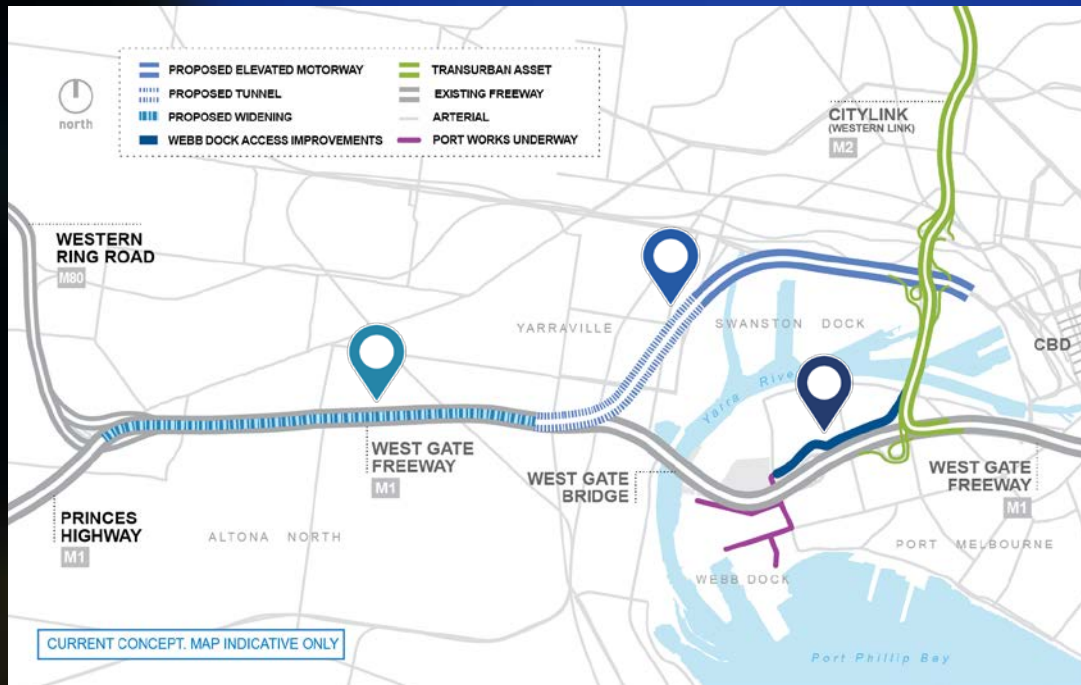 PROPOSED ELEVATED MOTORWAY
PROPOSED TUNNEL
PROPOSED WIDENING
WEBB DOCK ACCESS IMPROVEMENTS
TRANSURBAN ASSET
EXISTING FREEWAY
ARTERIAL
PORT WORKS UNDERWAY
north
CITYLINK
(WESTERN LINK)
M2
WESTERN
RING ROAD
M80
YARRAVILLE
SWANSTON DOCK
CBD
Yarra River
WEST GATE
FREEWAY
M1
WEST GATE
BRIDGE
WEST GATE
FREEWAY
M1
PRINCES
HIGHWAY
M1
ALTONA NORTH
PORT MELBOURNE
WEBB DOCK
CURRENT CONCEPT. MAP INDICATIVE ONLY
Port Phillip Bay